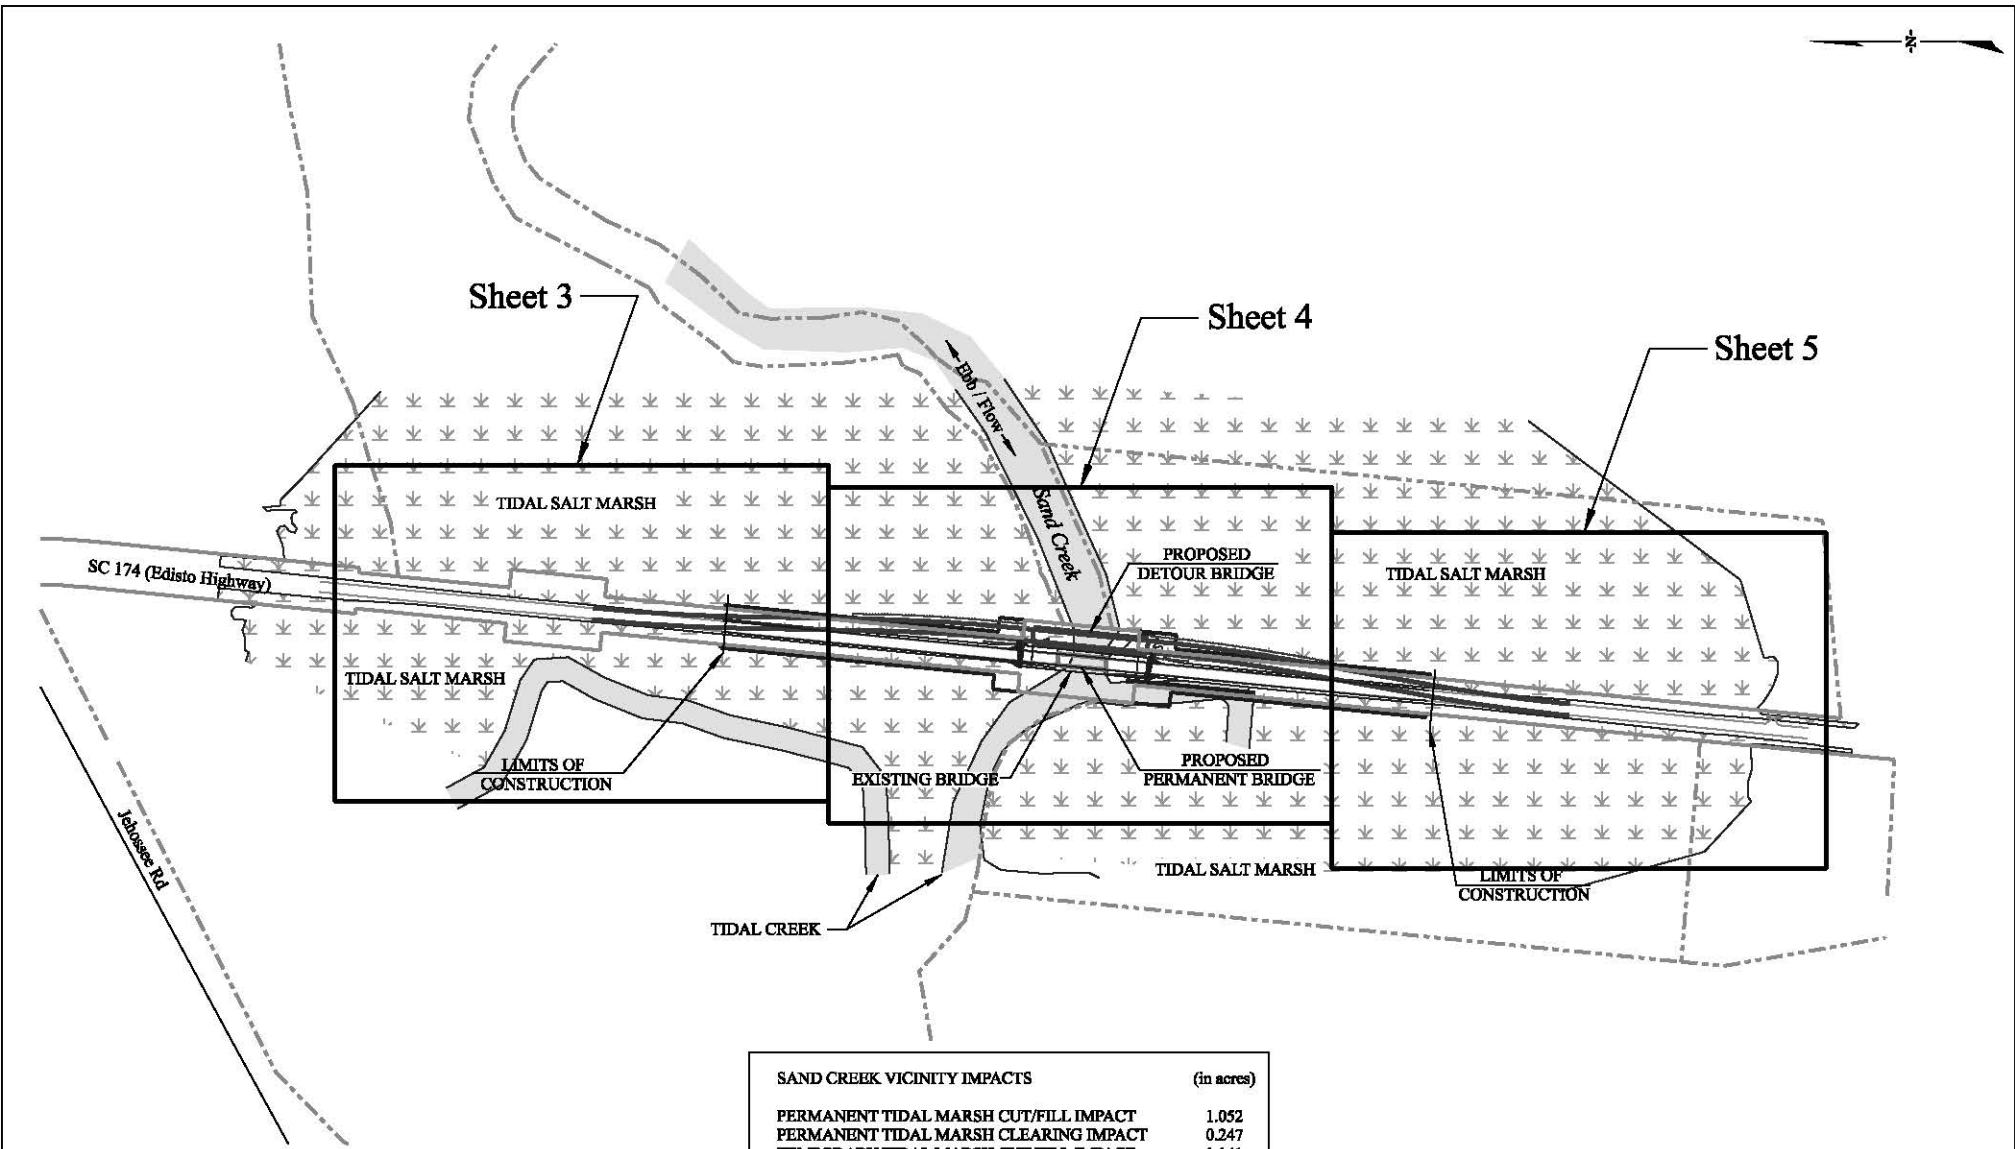 -N-
Sheet 3
Sheet 4
Sheet 5
Ebb / Flow
Sand Creek
TIDAL SALT MARSH
PROPOSED
DETOUR BRIDGE
TIDAL SALT MARSH
SC 174 (Edisto Highway)
TIDAL SALT MARSH
LIMITS OF
CONSTRUCTION
EXISTING BRIDGE
PROPOSED
PERMANENT BRIDGE
Jehossee Rd
TIDAL SALT MARSH
LIMITS OF
CONSTRUCTION
TIDAL CREEK
SAND CREEK VICINITY IMPACTS (in acres)
PERMANENT TIDAL MARSH CUT/FILL IMPACT 1.052
PERMANENT TIDAL MARSH CLEARING IMPACT 0.247